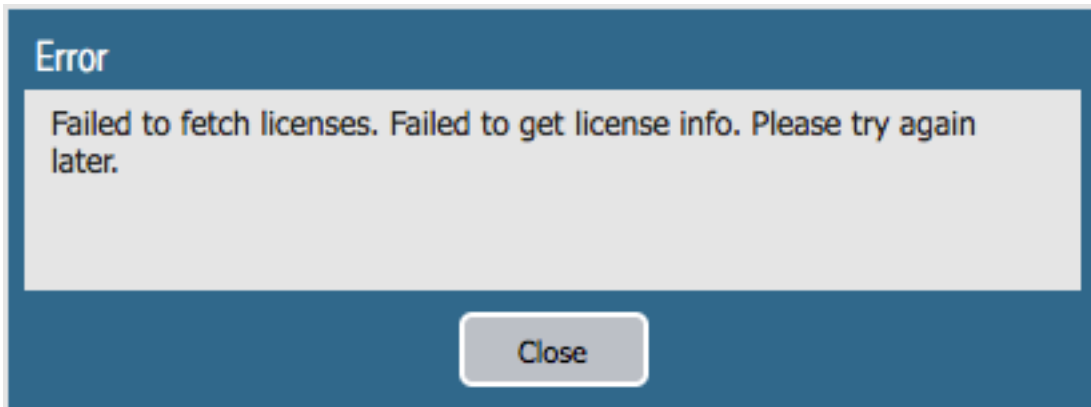 Error
Failed to fetch licenses. Failed to get license info. Please try again
later.
Close